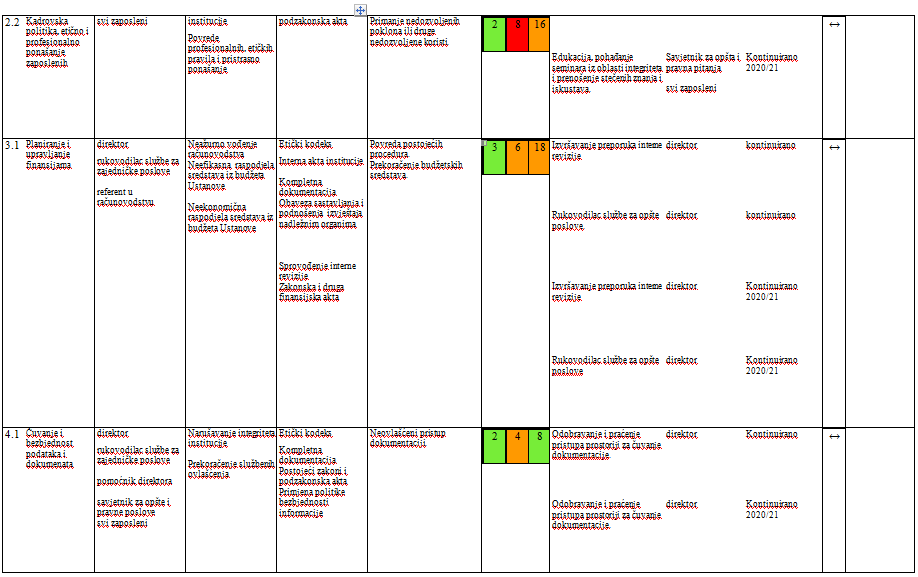 2.2
Kadrovska
politika, etično i
profesionalno
ponašanje
zaposlenih
svi zaposleni
institucije
Povreda
profesionalnih, etičkih
pravila i pristrasno
ponašanje
podzakonska akta
Primanje nedozvoljenih
poklona ili druge
nedozvoljene koristi
2 8 16
Edukacija, pohađanje
seminara iz oblasti integriteta
i prenošenje stečenih znanja i
iskustava.
Savjetnik za opšta i
pravna pitanja
svi zaposleni
Kontinuirano
2020/21
↔
3.1
Planiranje i
upravljanje
finansijama
direktor
rukovodilac službe za
zajedničke poslove
referent u
računovodstvu
Neažurno vođenje
računovodstva
Neefikasna raspodjela
sredstava iz budžeta
Ustanove
Neekonomična
raspodjela sredstava iz
budžeta Ustanove
Etički kodeks
Interna akta institucije
Kompletna
dokumentacija
Obaveza sastavljanja i
podnošenja izvještaja
nadležnim organima
Sprovođenje interne
revizije
Zakonska i druga
finansijska akta
Povreda postojećih
procedura
Prekoračenje budžetskih
sredstava
3 6 18
Izvršavanje preporuka interne
revizije
direktor
kontinuirano
Rukovodilac službe za opšte
poslove
direktor
kontinuirano
Izvršavanje preporuka interne
revizije
direktor
Kontinuirano
2020/21
Rukovodilac službe za opšte
poslove
direktor
Kontinuirano
2020/21
↔
4.1
Čuvanje i
bezbjednost
podataka i
dokumenata
direktor
rukovodilac službe za
zajedničke poslove
pomoćnik direktora
savjetnik za opšte i
pravne poslove
svi zaposleni
Narušavanje integriteta
institucije
Prekoračenje službenih
ovlašćenja
Etički kodeks
Kompletna
dokumentacija
Postojeći zakoni i
podzakonska akta
Primjena politike
bezbjednosti
informacije
Neovlašćeni pristup
dokumentaciji
2 4 8
Odobravanje i praćenje
pristupa prostoriji za čuvanje
dokumentacije
direktor
Kontinuirano
Odobravanje i praćenje
pristupa prostoriji za čuvanje
dokumentacije.
direktor
Kontinuirano
2020/21
↔